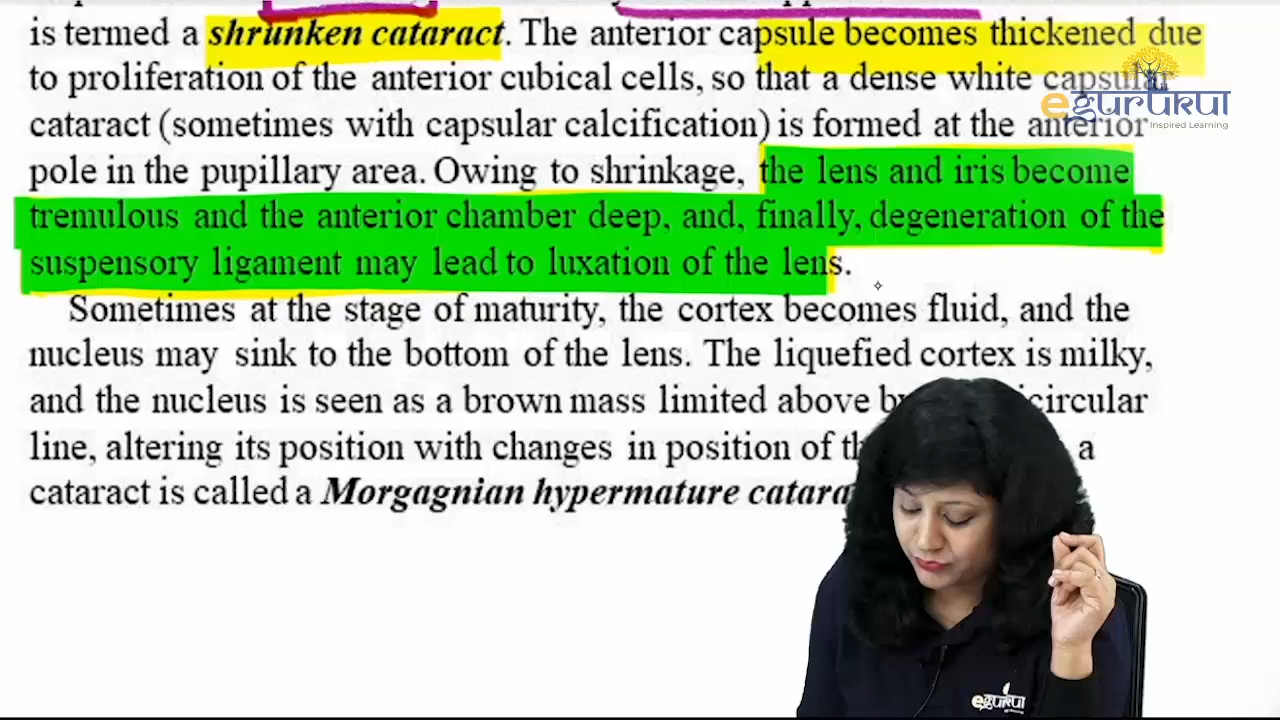 is termed a shrunken cataract. The anterior capsule becomes thickened due
to proliferation of the anterior cubical cells, so that a dense white capsular
cataract (sometimes with capsular calcification) is formed at the anterior
pole in the pupillary area. Owing to shrinkage, the lens and iris become
tremulous and the anterior chamber deep, and, finally, degeneration of the
suspensory ligament may lead to luxation of the lens.
Sometimes at the stage of maturity, the cortex becomes fluid, and the
nucleus may sink to the bottom of the lens. The liquefied cortex is milky,
and the nucleus is seen as a brown mass limited above circular
line, altering its position with changes in position of a
cataract is called a Morgagnian hypermature
eगुरुकुल
Inspired Learning
eगुरुकुल